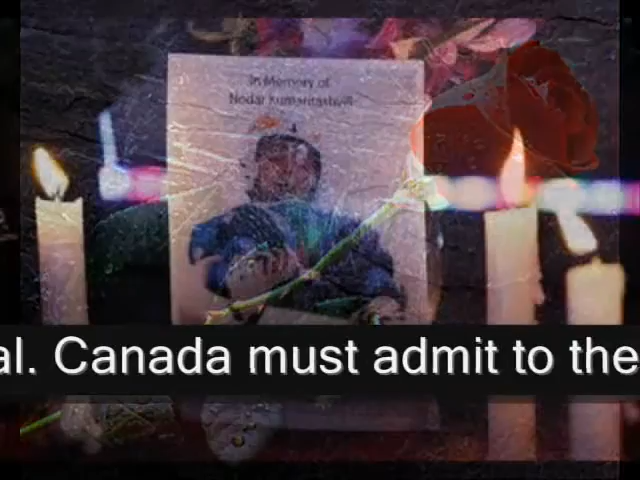 In Memory of
Nodar Kumaritashvili
al. Canada must admit to the